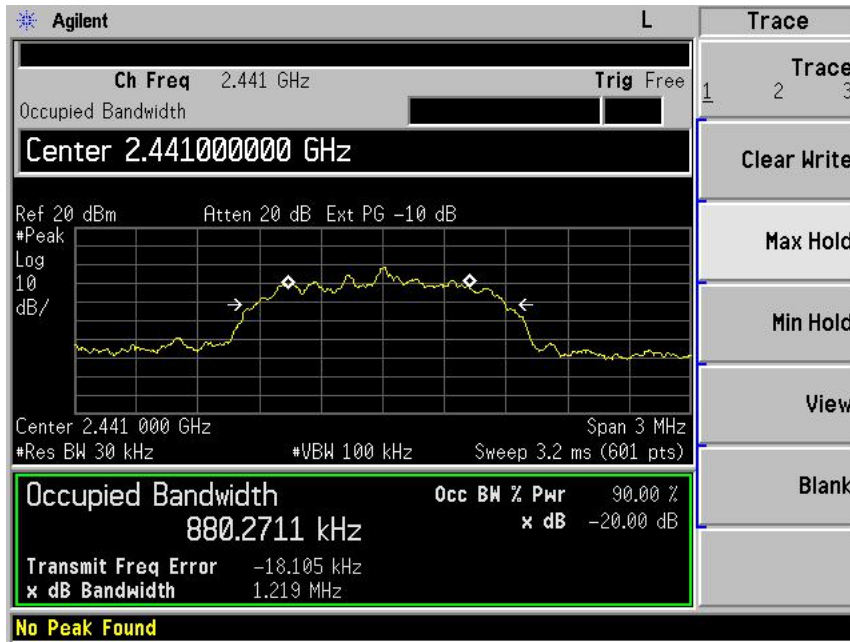 Agilent L Trace
Ch Freq 2.441 GHz Trig Free
Occupied Bandwidth
Center 2.441000000 GHz
Ref 20 dBm Atten 20 dB Ext PG -10 dB
#Peak
Log
10
dB/
Center 2.441 000 GHz Span 3 MHz
#Res BW 30 kHz #VBW 100 kHz Sweep 3.2 ms (601 pts)
Occupied Bandwidth
880.2711 kHz
Occ BW % Pwr 90.00 %
x dB -20.00 dB
Transmit Freq Error -18.105 kHz
x dB Bandwidth 1.219 MHz
No Peak Found
Trace
1 2 3
Clear Write
Max Hold
Min Hold
View
Blank